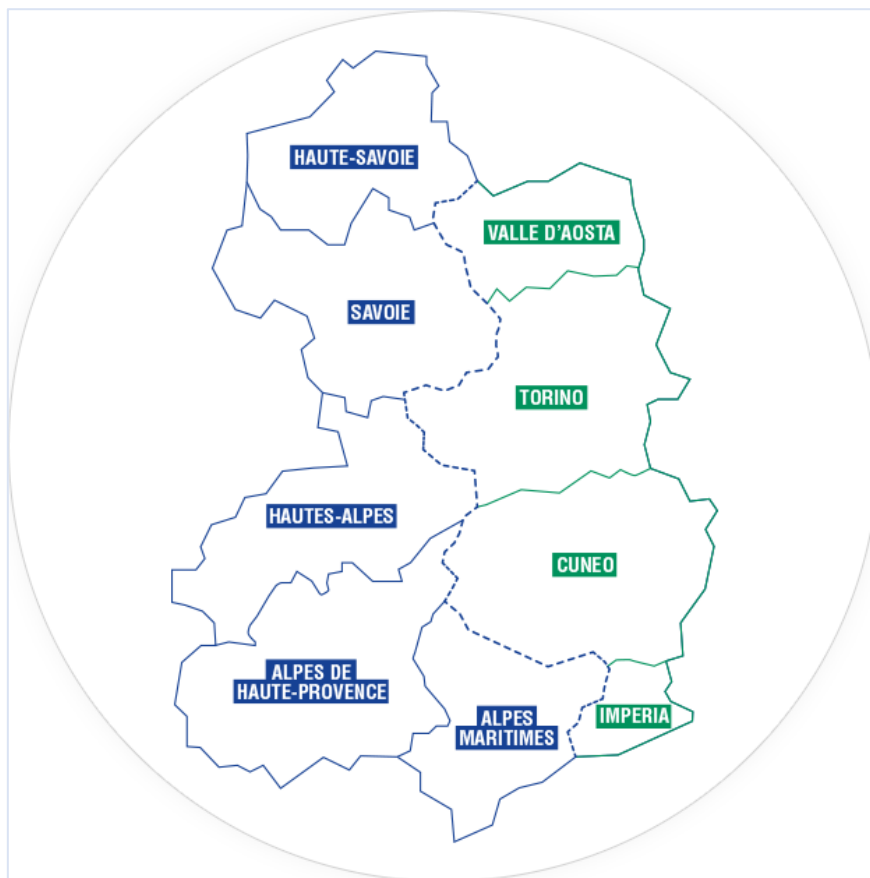 HAUTE-SAVOIE
VALLE D'AOSTA
SAVOIE
TORINO
HAUTES-ALPES
CUNEO
ALPES DE
HAUTE-PROVENCE
ALPES
MARITIMES
IMPERIA